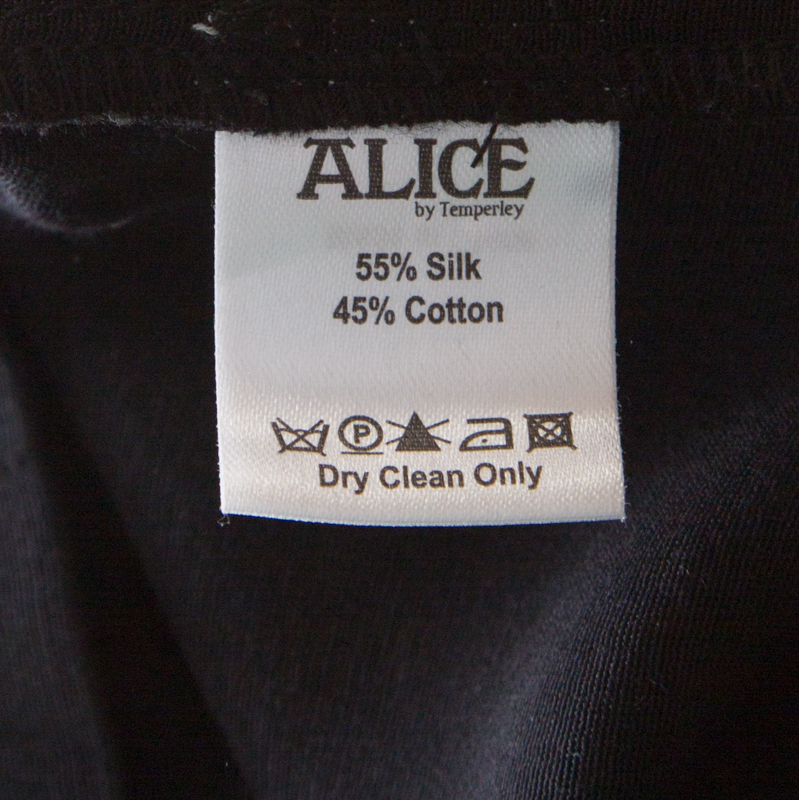 ALICE
by Temperley
55% Silk
45% Cotton
P
Dry Clean Only